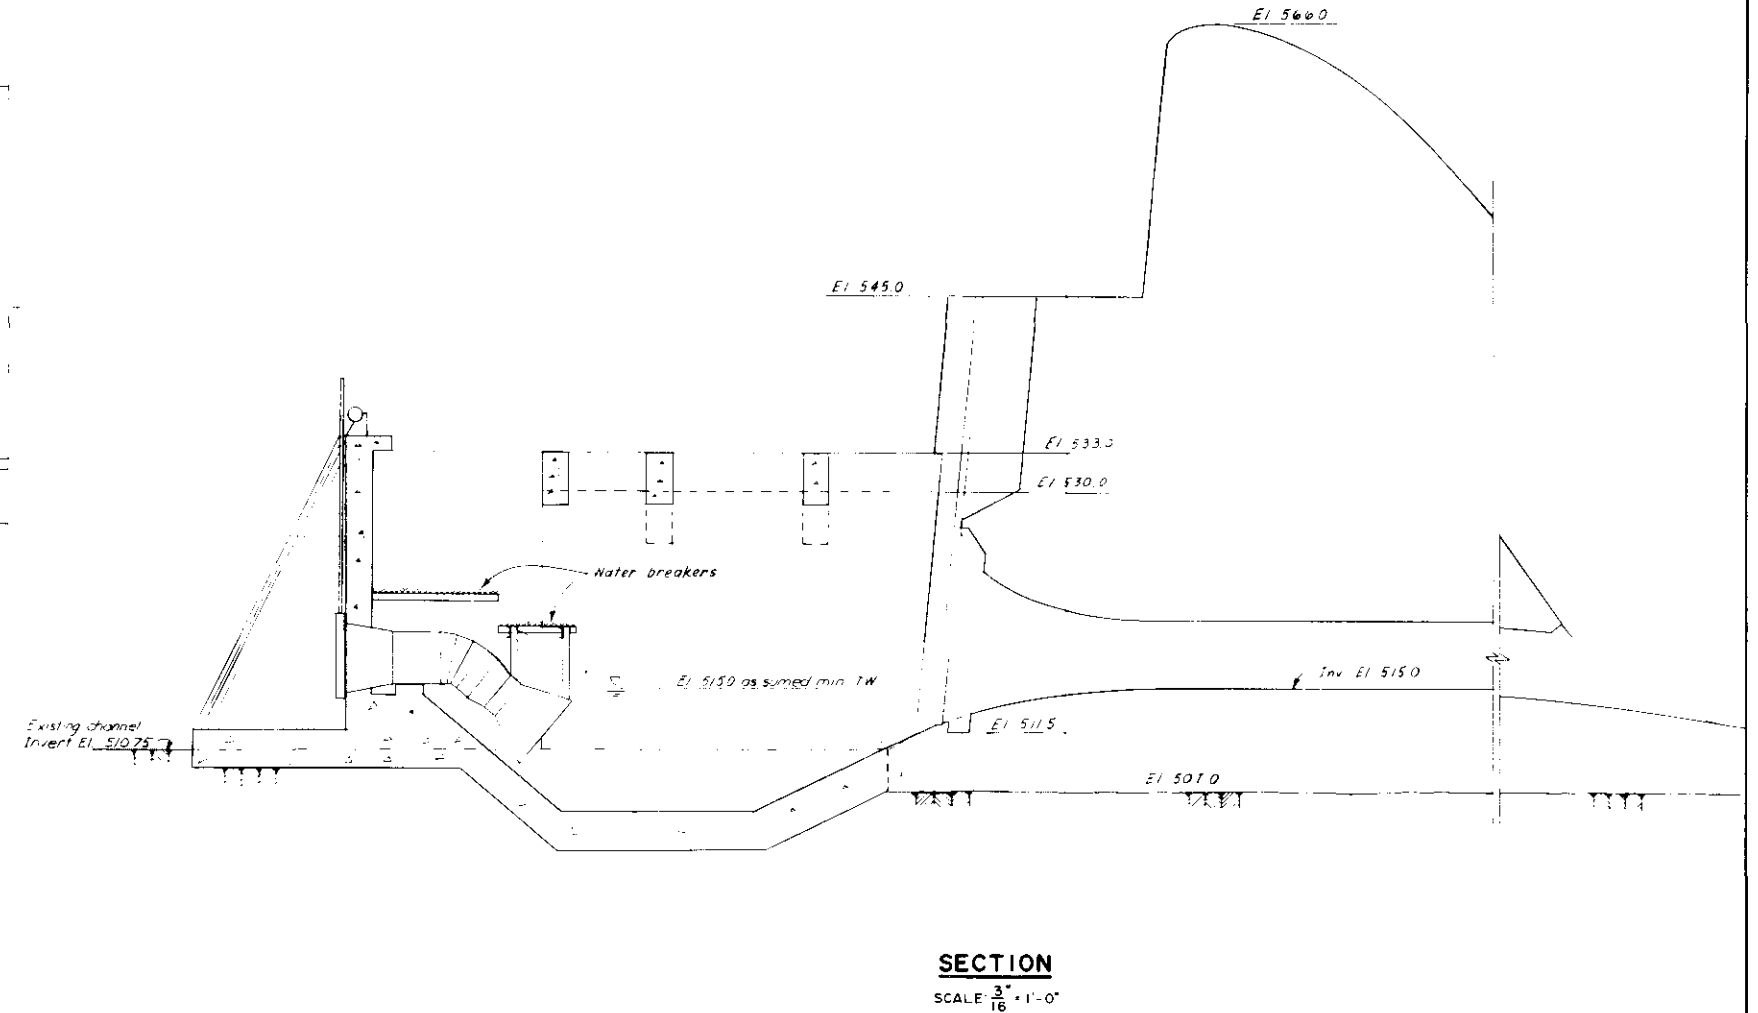 El 566.0
El 545.0
El 533.0
El 530.0
Water breakers
El 515.0 assumed min. TW
Inv El 515.0
Existing channel
Invert El. 510.75
El 511.5
El 507.0
SECTION
SCALE 3/16" = 1'-0"